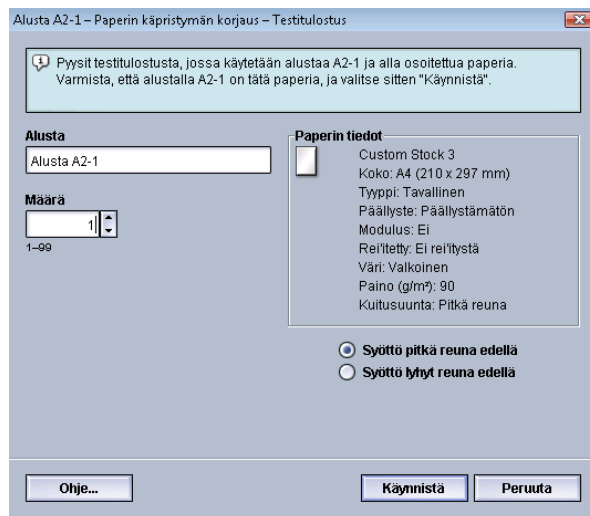 Alusta A2-1 – Paperin käpristymän korjaus – Testitulostus
Pyysit testitulostusta, jossa käytetään alustaa A2-1 ja alla osoitettua paperia.
Varmista, että alustalla A2-1 on tätä paperia, ja valitse sitten "Käynnistä".
Alusta
Alusta A2-1
Määrä
1
1–99
Paperin tiedot
Custom Stock 3
Koko: A4 (210 x 297 mm)
Tyyppi: Tavallinen
Päällyste: Päällystämätön
Modulus: Ei
Rei'itetty: Ei rei'itystä
Väri: Valkoinen
Paino (g/m²): 90
Kuitusuunta: Pitkä reuna
Syöttö pitkä reuna edellä
Syöttö lyhyt reuna edellä
Ohje...
Käynnistä
Peruuta